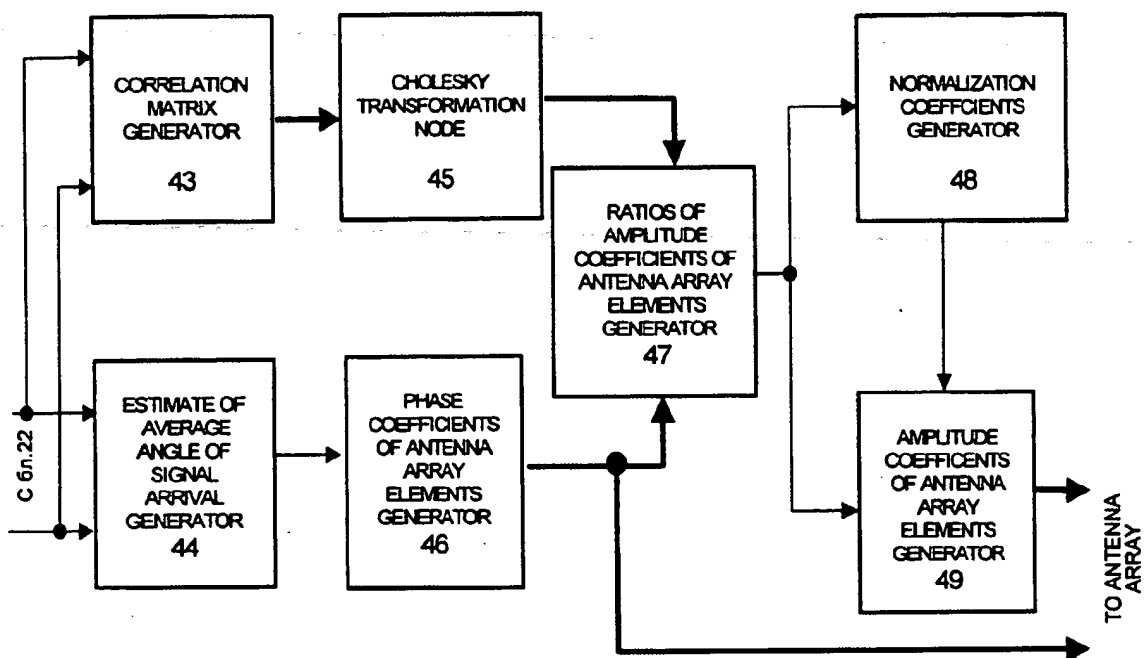 CORRELATION
MATRIX
GENERATOR
43
CHOLESKY
TRANSFORMATION
NODE
45
NORMALIZATION
COEFFCIENTS
GENERATOR
48
RATIOS OF
AMPLITUDE
COEFFICIENTS OF
ANTENNA ARRAY
ELEMENTS
GENERATOR
47
С бл.22
ESTIMATE OF
AVERAGE
ANGLE OF
SIGNAL
ARRIVAL
GENERATOR
44
PHASE
COEFFICIENTS
OF ANTENNA
ARRAY
ELEMENTS
GENERATOR
46
AMPLITUDE
COEFFICENTS
OF ANTENNA
ARRAY
ELEMENTS
GENERATOR
49
TO ANTENNA
ARRAY